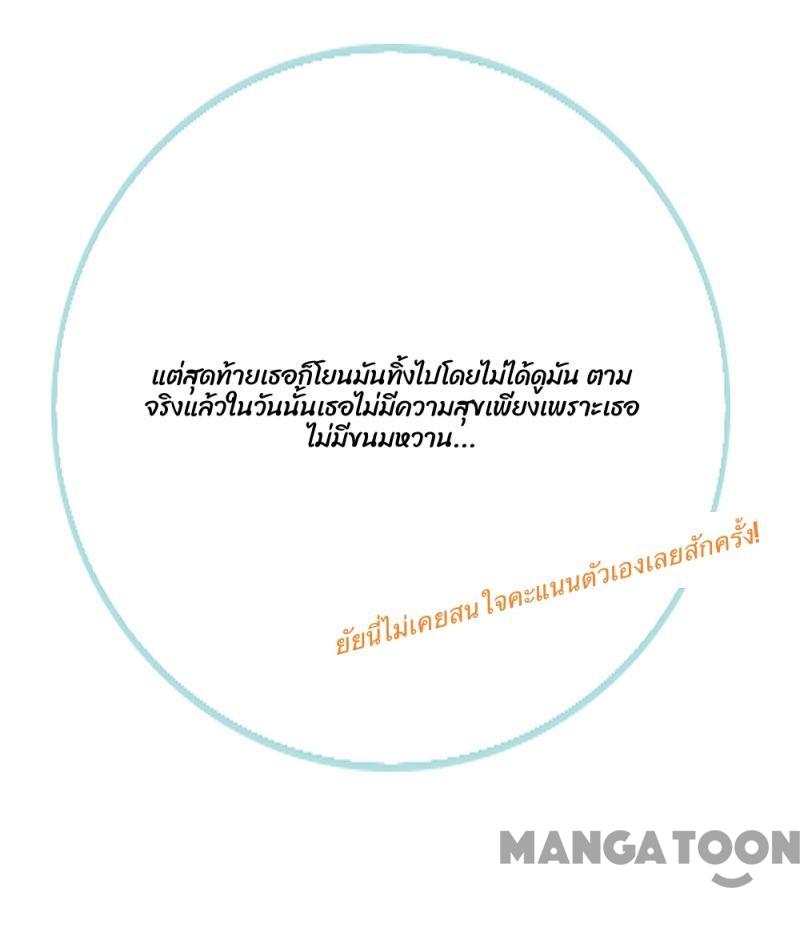 แต่สุดท้ายเธอก็โยนมันทิ้งไปโดยไม่ได้ดูมัน ตาม
จริงแล้วในวันนั้นเธอไม่มีความสุขเพียงเพราะเธอ
ไม่มีขนมหวาน...
ยัยนี่ไม่เคยสนใจคะแนนตัวเองเลยสักครั้ง!
MANGATOON